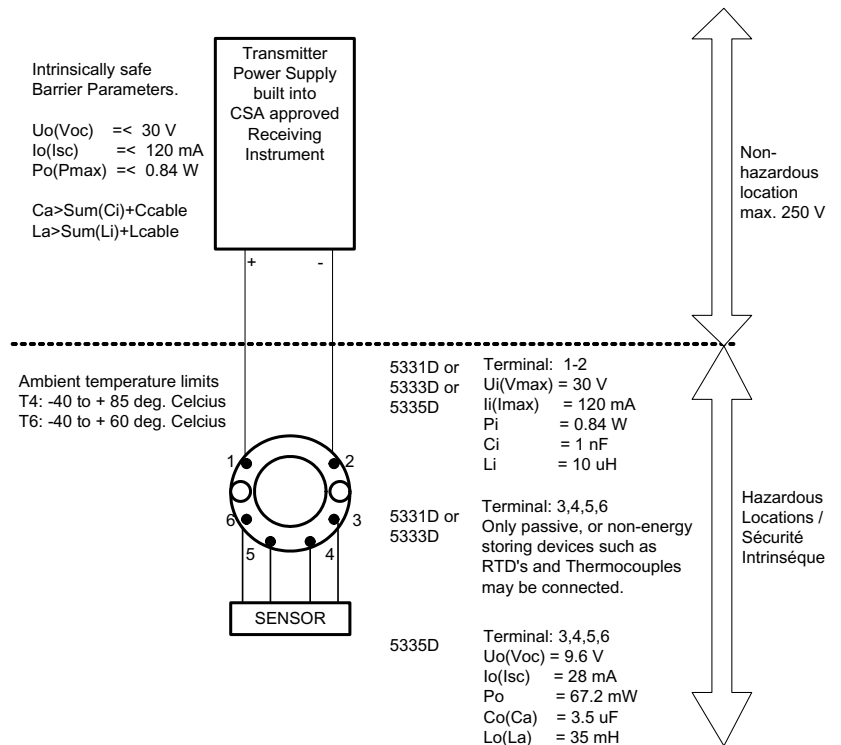 Intrinsically safe
Barrier Parameters.
Uo(Voc) =< 30 V
Io(Isc) =< 120 mA
Po(Pmax) =< 0.84 W
Ca>Sum(Ci)+Ccable
La>Sum(Li)+Lcable
Transmitter
Power Supply
built into
CSA approved
Receiving
Instrument
+ -
Non-
hazardous
location
max. 250 V
Ambient temperature limits
T4: -40 to + 85 deg. Celcius
T6: -40 to + 60 deg. Celcius
1 2
6 3
5 4
SENSOR
5331D or
5333D or
5335D
Terminal: 1-2
Ui(Vmax) = 30 V
Ii(Imax) = 120 mA
Pi = 0.84 W
Ci = 1 nF
Li = 10 uH
5331D or
5333D
Terminal: 3,4,5,6
Only passive, or non-energy
storing devices such as
RTD's and Thermocouples
may be connected.
5335D
Terminal: 3,4,5,6
Uo(Voc) = 9.6 V
Io(Isc) = 28 mA
Po = 67.2 mW
Co(Ca) = 3.5 uF
Lo(La) = 35 mH
Hazardous
Locations /
Sécurité
Intrinséque